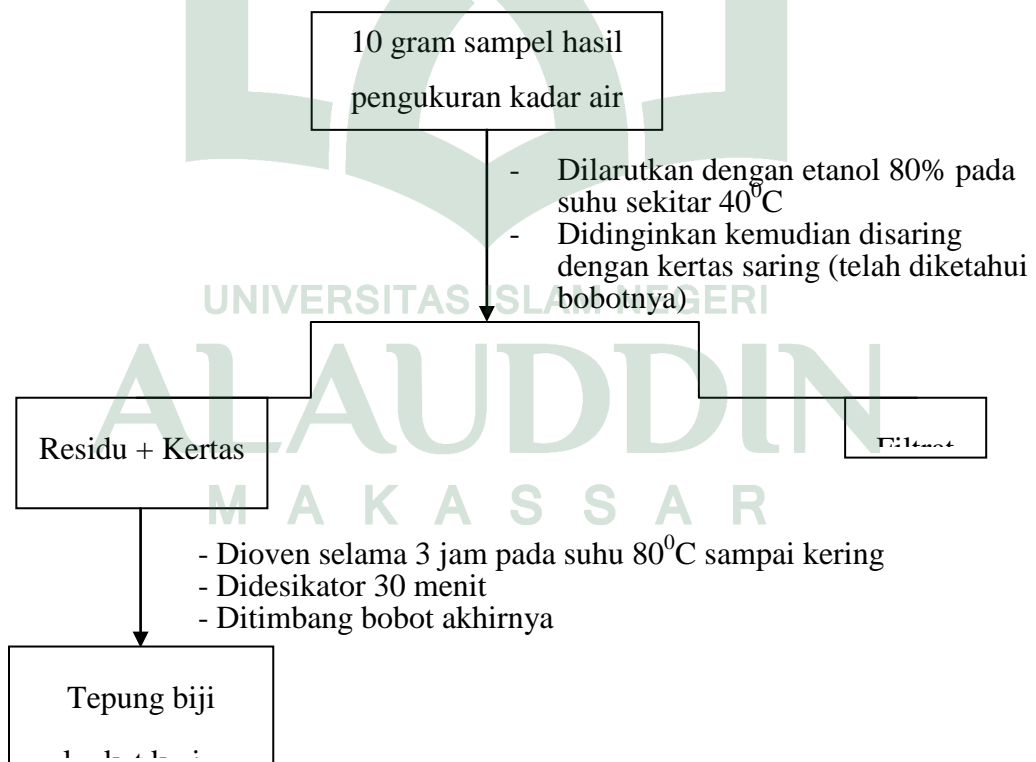 10 gram sampel hasil
pengukuran kadar air
- Dilarutkan dengan etanol 80% pada
suhu sekitar 40⁰C
- Didinginkan kemudian disaring
dengan kertas saring (telah diketahui
bobotnya)
UNIVERSITAS ISLAM NEGERI
ALAUDDIN
Residu + Kertas
Filtrat
MAKASSAR
- Dioven selama 3 jam pada suhu 80⁰C sampai kering
- Didesikator 30 menit
- Ditimbang bobot akhirnya
Tepung biji